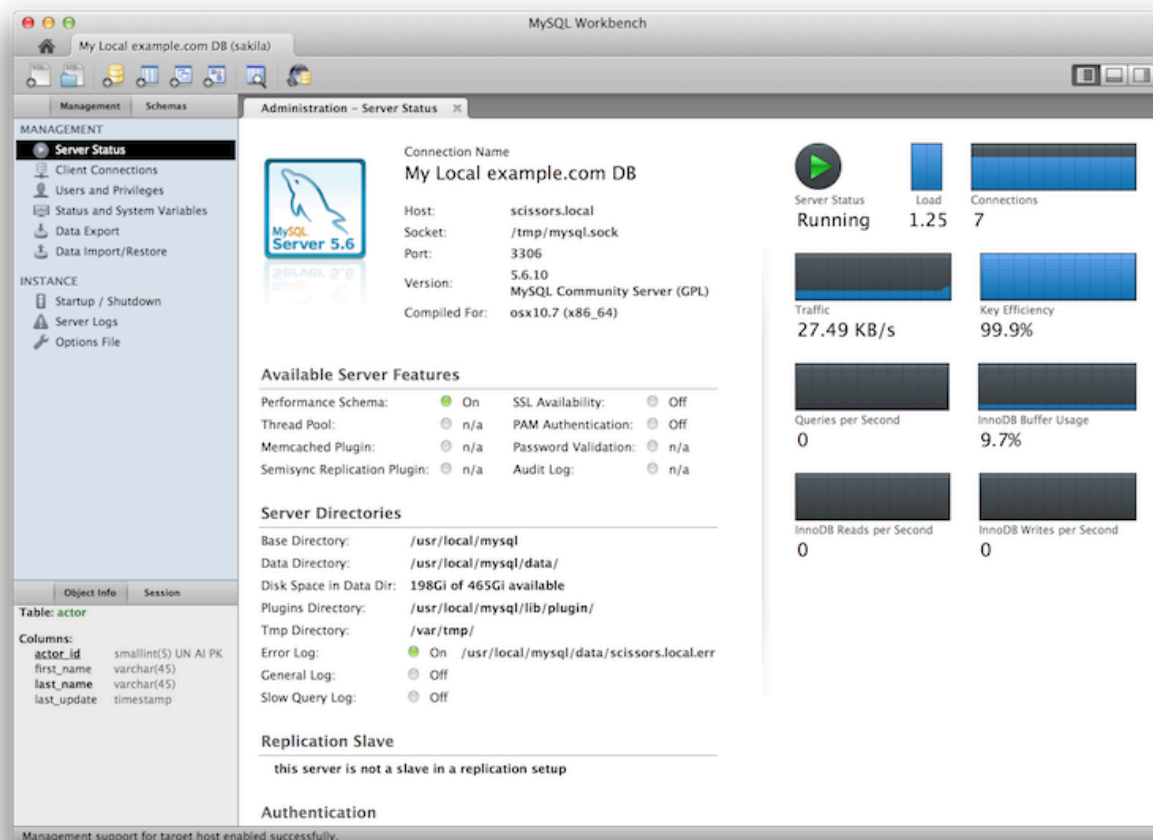 MySQL Workbench
My Local example.com DB (sakila)
Management Schemas
MANAGEMENT
Server Status
Client Connections
Users and Privileges
Status and System Variables
Data Export
Data Import/Restore
INSTANCE
Startup / Shutdown
Server Logs
Options File
Object Info Session
Table: actor
Columns:
actor_id smallint(5) UN AI PK
first_name varchar(45)
last_name varchar(45)
last_update timestamp
Administration - Server Status
MySQL
Server 5.6
Connection Name
My Local example.com DB
Host: scissors.local
Socket: /tmp/mysql.sock
Port: 3306
Version: 5.6.10
MySQL Community Server (GPL)
Compiled For: osx10.7 (x86_64)
Available Server Features
Performance Schema: On SSL Availability: Off
Thread Pool: n/a PAM Authentication: Off
Memcached Plugin: n/a Password Validation: n/a
Semisync Replication Plugin: n/a Audit Log: n/a
Server Directories
Base Directory: /usr/local/mysql
Data Directory: /usr/local/mysql/data/
Disk Space in Data Dir: 198Gi of 465Gi available
Plugins Directory: /usr/local/mysql/lib/plugin/
Tmp Directory: /var/tmp/
Error Log: On /usr/local/mysql/data/scissors.local.err
General Log: Off
Slow Query Log: Off
Replication Slave
this server is not a slave in a replication setup
Authentication
Server Status Load Connections
Running 1.25 7
Traffic Key Efficiency
27.49 KB/s 99.9%
Queries per Second InnoDB Buffer Usage
0 9.7%
InnoDB Reads per Second InnoDB Writes per Second
0 0
Management support for target host enabled successfully.